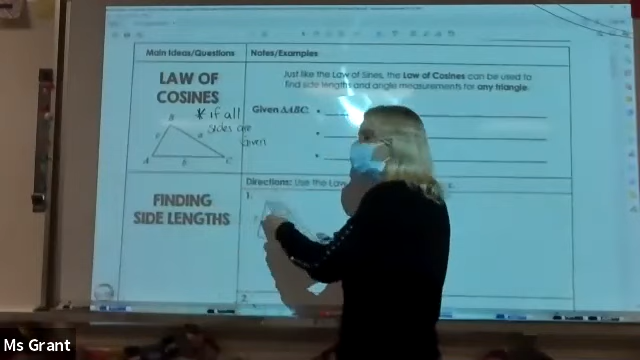 Main Ideas/Questions
Notes/Examples
LAW OF
COSINES
* if all
sides are
given
B
c
a
A
b
C
Just like the Law of Sines, the Law of Cosines can be used to
find side lengths and angle measurements for any triangle.
Given ΔABC:
FINDING
SIDE LENGTHS
Directions: Use the Law
1.
2.
Ms Grant